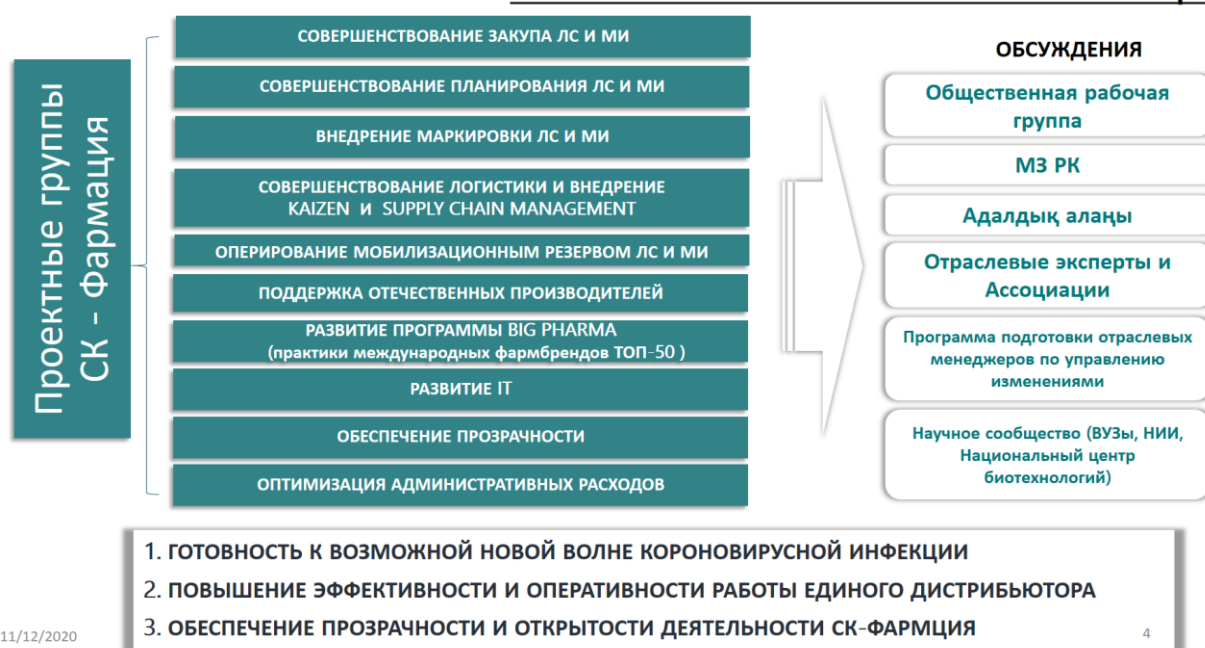 Проектные группы
СК - Фармация
СОВЕРШЕНСТВОВАНИЕ ЗАКУПА ЛС И МИ
СОВЕРШЕНСТВОВАНИЕ ПЛАНИРОВАНИЯ ЛС И МИ
ВНЕДРЕНИЕ МАРКИРОВКИ ЛС И МИ
СОВЕРШЕНСТВОВАНИЕ ЛОГИСТИКИ И ВНЕДРЕНИЕ
KAIZEN И SUPPLY CHAIN MANAGEMENT
ОПЕРИРОВАНИЕ МОБИЛИЗАЦИОННЫМ РЕЗЕРВОМ ЛС И МИ
ПОДДЕРЖКА ОТЕЧЕСТВЕННЫХ ПРОИЗВОДИТЕЛЕЙ
РАЗВИТИЕ ПРОГРАММЫ BIG PHARMA
(практики международных фармбрендов ТОП-50 )
РАЗВИТИЕ IT
ОБЕСПЕЧЕНИЕ ПРОЗРАЧНОСТИ
ОПТИМИЗАЦИЯ АДМИНИСТРАТИВНЫХ РАСХОДОВ
ОБСУЖДЕНИЯ
Общественная рабочая
группа
МЗ РК
Адалдық алаңы
Отраслевые эксперты и
Ассоциации
Программа подготовки отраслевых
менеджеров по управлению
изменениями
Научное сообщество (ВУЗы, НИИ,
Национальный центр
биотехнологий)
1. ГОТОВНОСТЬ К ВОЗМОЖНОЙ НОВОЙ ВОЛНЕ КОРОНОВИРУСНОЙ ИНФЕКЦИИ
2. ПОВЫШЕНИЕ ЭФФЕКТИВНОСТИ И ОПЕРАТИВНОСТИ РАБОТЫ ЕДИНОГО ДИСТРИБЬЮТОРА
3. ОБЕСПЕЧЕНИЕ ПРОЗРАЧНОСТИ И ОТКРЫТОСТИ ДЕЯТЕЛЬНОСТИ СК-ФАРМЦИЯ
11/12/2020
4